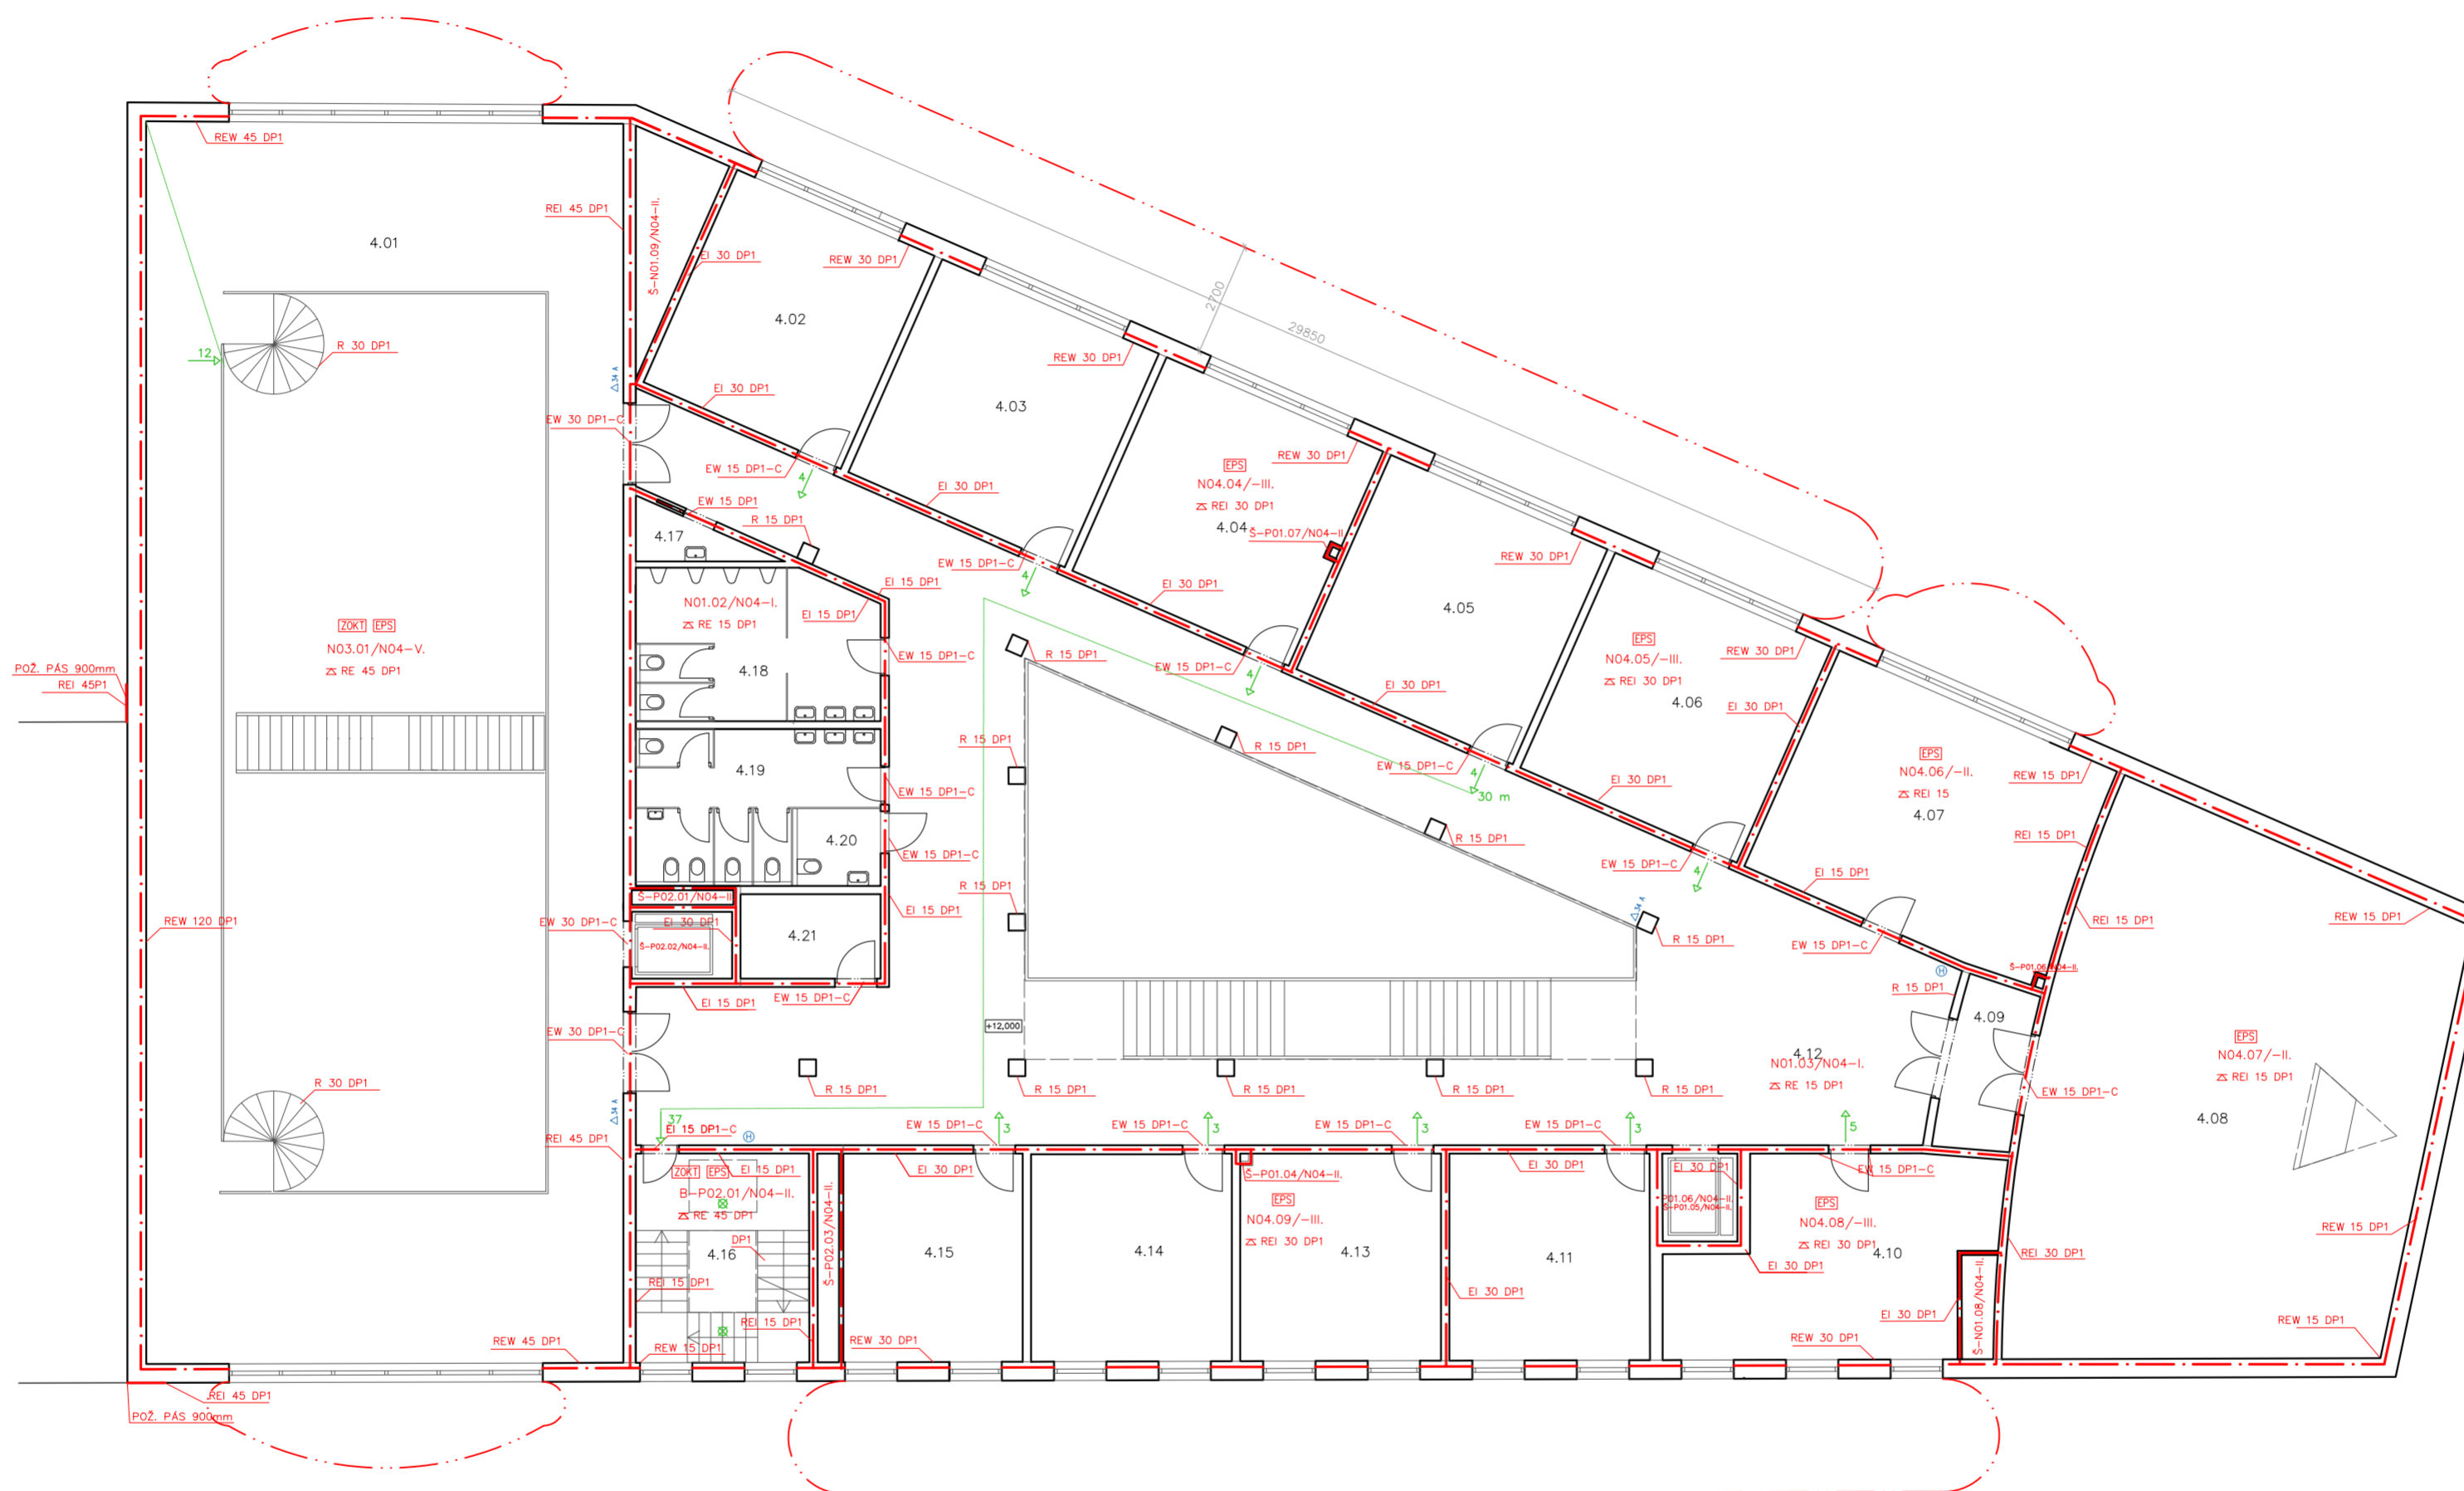 REW 45 DP1
4.01
REI 45 DP1
Š-N01.09/N04-II.
EI 30 DP1
REW 30 DP1
4.02
2700
29850
12
R 30 DP1
34 A
EI 30 DP1
REW 30 DP1
4.03
EW 30 DP1-C
EW 15 DP1-C
4
REW 30 DP1
EPS
N04.04/-III.
REI 30 DP1
4.04
Š-P01.07/N04-II.
EI 30 DP1
EW 15 DP1
R 15 DP1
4.17
EW 15 DP1-C
4
REW 30 DP1
EI 15 DP1
EI 30 DP1
N01.02/N04-I.
RE 15 DP1
EI 15 DP1
4.05
ZOKT EPS
N03.01/N04-V.
RE 45 DP1
EPS
N04.05/-III.
REI 30 DP1
4.06
REW 30 DP1
POŽ. PÁS 900mm
REI 45P1
4.18
EW 15 DP1-C
R 15 DP1
EW 15 DP1-C
4
EI 30 DP1
EI 30 DP1
R 15 DP1
R 15 DP1
4.19
EW 15 DP1-C
EW 15 DP1-C
4
30 m
EI 30 DP1
EPS
N04.06/-II.
REI 15
4.07
REW 15 DP1
R 15 DP1
4.20
EW 15 DP1-C
EW 15 DP1-C
4
REI 15 DP1
EI 15 DP1
R 15 DP1
Š-P02.01/N04-II
EI 15 DP1
34 A
REW 120 DP1
EW 30 DP1-C
EI 30 DP1
Š-P02.02/N04-II.
4.21
R 15 DP1
EW 15 DP1-C
REI 15 DP1
REW 15 DP1
H
Š-P01.06/N04-II.
R 15 DP1
EI 15 DP1
EW 15 DP1-C
EW 30 DP1-C
+12,000
4.09
4.12
N01.03/N04-I.
RE 15 DP1
EPS
N04.07/-II.
REI 15 DP1
4.08
EW 15 DP1-C
R 30 DP1
R 15 DP1
R 15 DP1
R 15 DP1
R 15 DP1
R 15 DP1
34 A
37
EI 15 DP1-C
H
EW 15 DP1-C
3
EW 15 DP1-C
3
EW 15 DP1-C
3
EW 15 DP1-C
3
5
REI 45 DP1
ZOKT EPS
EI 15 DP1
B-P02.01/N04-II.
RE 45 DP1
DP1
4.16
REI 15 DP1
REI 15 DP1
Š-P02.03/N04-II.
EI 30 DP1
4.15
4.14
Š-P01.04/N04-II.
EPS
N04.09/-III.
REI 30 DP1
4.13
EI 30 DP1
4.11
EI 30 DP1
EI 30 DP1
P01.06/N04-II.
Š-P01.05/N04-II.
EI 30 DP1
EW 15 DP1-C
EPS
N04.08/-III.
REI 30 DP1
4.10
EI 30 DP1
Š-N01.08/N04-II.
REI 30 DP1
REW 15 DP1
REW 15 DP1
REW 45 DP1
REW 15 DP1
REW 30 DP1
REW 30 DP1
REI 45 DP1
POŽ. PÁS 900mm